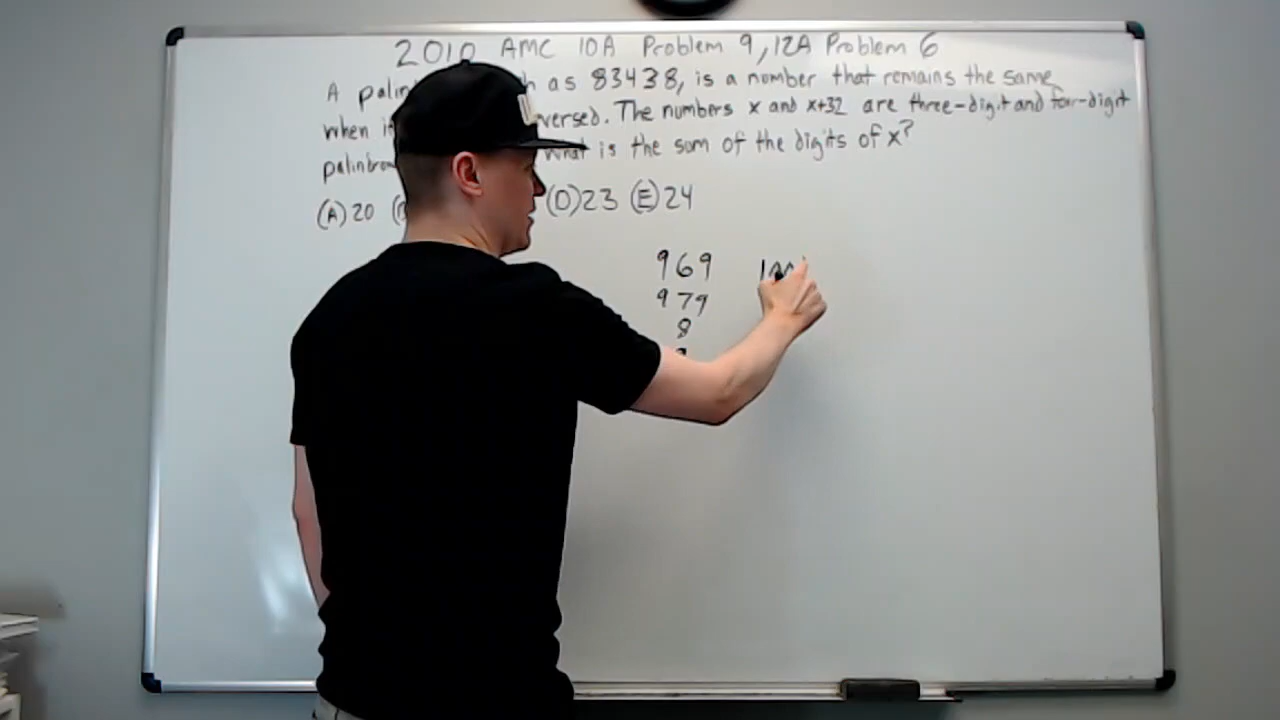 2010 AMC 10A Problem 9, 12A Problem 6
A palin as 83438, is a number that remains the same
when i versed. The numbers x and x+32 are three-digit and four-digit
palindro What is the sum of the digits of x?
(A) 20 (D) 23 (E) 24
969
979
8